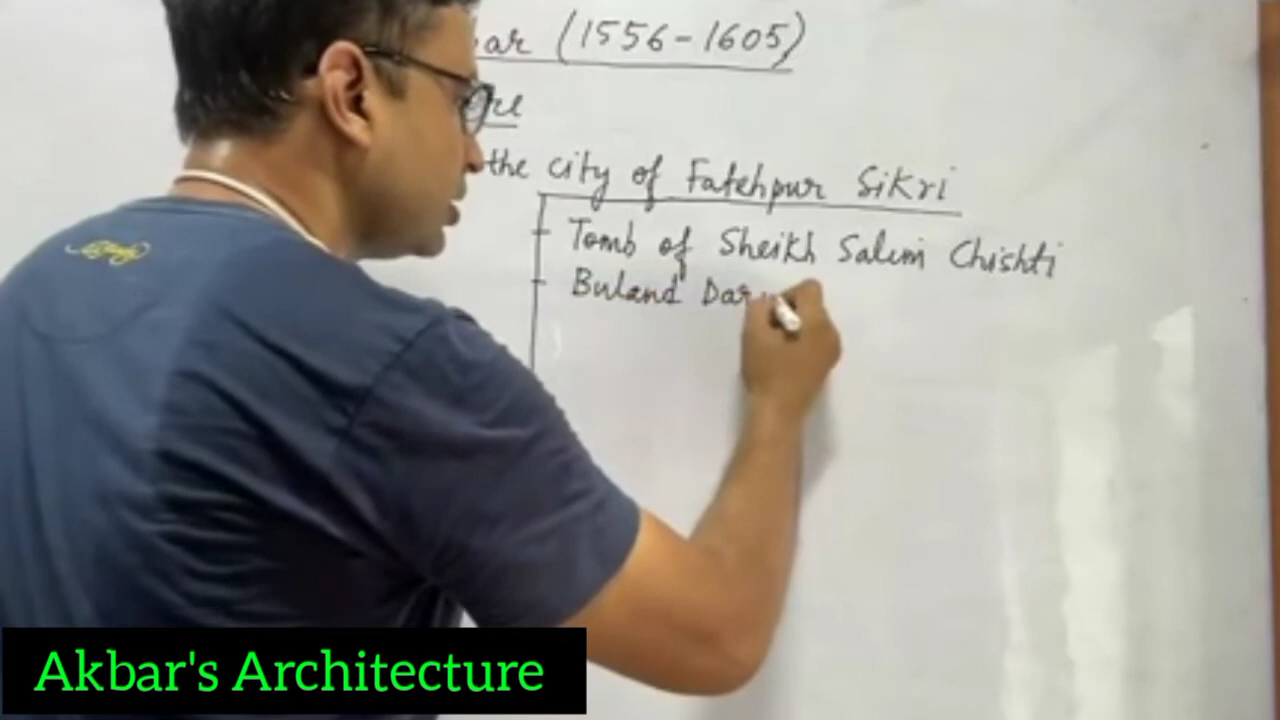 ar (1556-1605)
the city of Fatehpur Sikri
Tomb of Sheikh Salim Chishti
Buland Dar
Akbar's Architecture